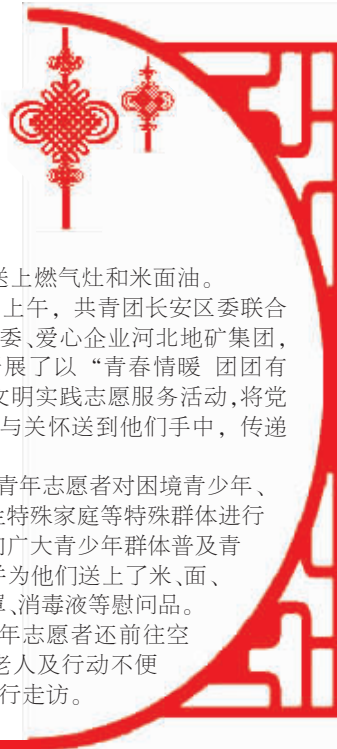 送上燃气灶和米面油。
上午，共青团长安区委联合
委、爱心企业河北地矿集团，
展了以“青春情暖 团团有
文明实践志愿服务活动，将党
与关怀送到他们手中，传递
青年志愿者对困境青少年、
特殊家庭等特殊群体进行
广大青少年群体普及青
为他们送上了米、面、
、消毒液等慰问品。
年志愿者还前往空
老人及行动不便
行走访。